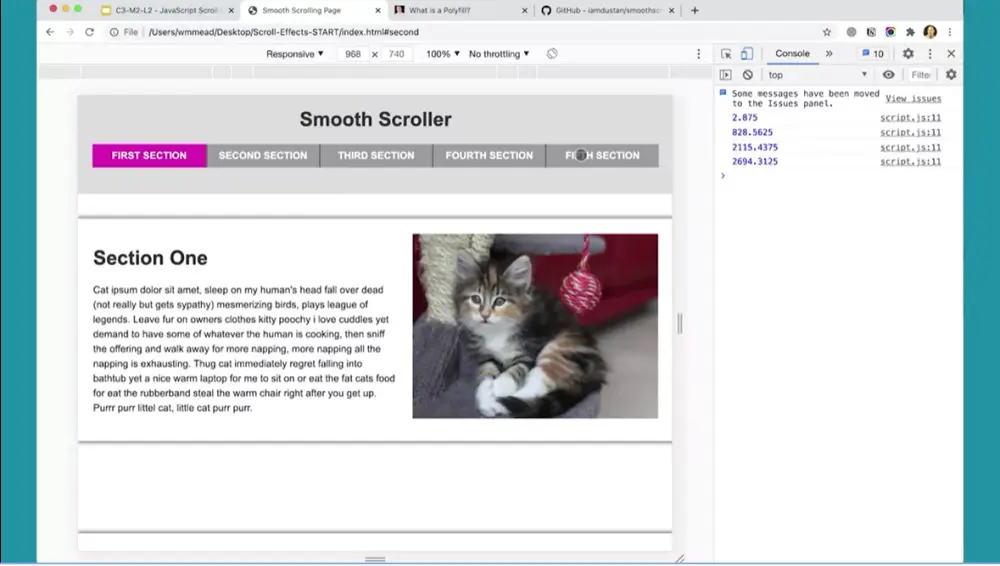 C3-M2-L2 - JavaScript Scroll
Smooth Scrolling Page
What is a Polyfill?
GitHub - iamdustan/smoothsc
File
/Users/wmmead/Desktop/Scroll-Effects-START/index.html#second
Responsive ▼ 968 × 740 100% ▼ No throttling ▼
Console » 10
top ▼ Filte
Some messages have been moved
to the Issues panel.
View issues
2.875 script.js:11
828.5625 script.js:11
2115.4375 script.js:11
2694.3125 script.js:11
Smooth Scroller
FIRST SECTION SECOND SECTION THIRD SECTION FOURTH SECTION FIFTH SECTION
Section One
Cat ipsum dolor sit amet, sleep on my human's head fall over dead
(not really but gets sypathy) mesmerizing birds, plays league of
legends. Leave fur on owners clothes kitty poochy i love cuddles yet
demand to have some of whatever the human is cooking, then sniff
the offering and walk away for more napping, more napping all the
napping is exhausting. Thug cat immediately regret falling into
bathtub yet a nice warm laptop for me to sit on or eat the fat cats food
for eat the rubberband steal the warm chair right after you get up.
Purrr purr littel cat, little cat purr purr.